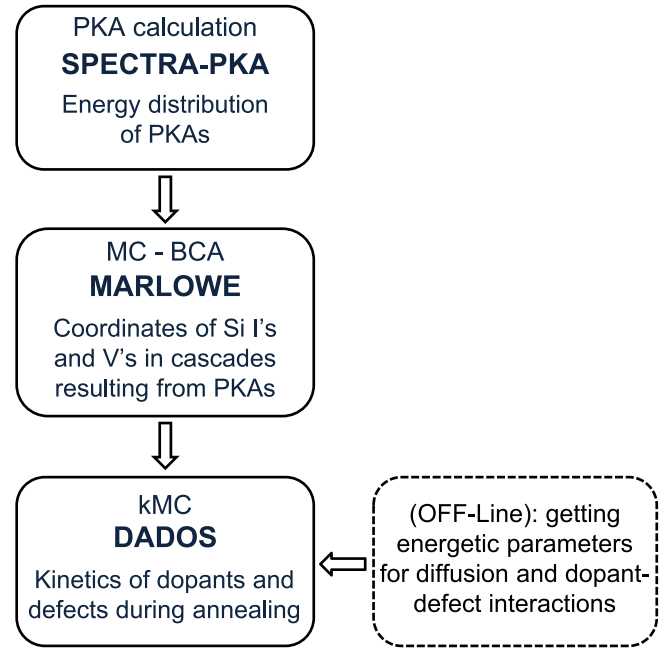 PKA calculation
SPECTRA-PKA
Energy distribution
of PKAs
MC - BCA
MARLOWE
Coordinates of Si I's
and V's in cascades
resulting from PKAs
kMC
DADOS
Kinetics of dopants and
defects during annealing
(OFF-Line): getting
energetic parameters
for diffusion and dopant-
defect interactions